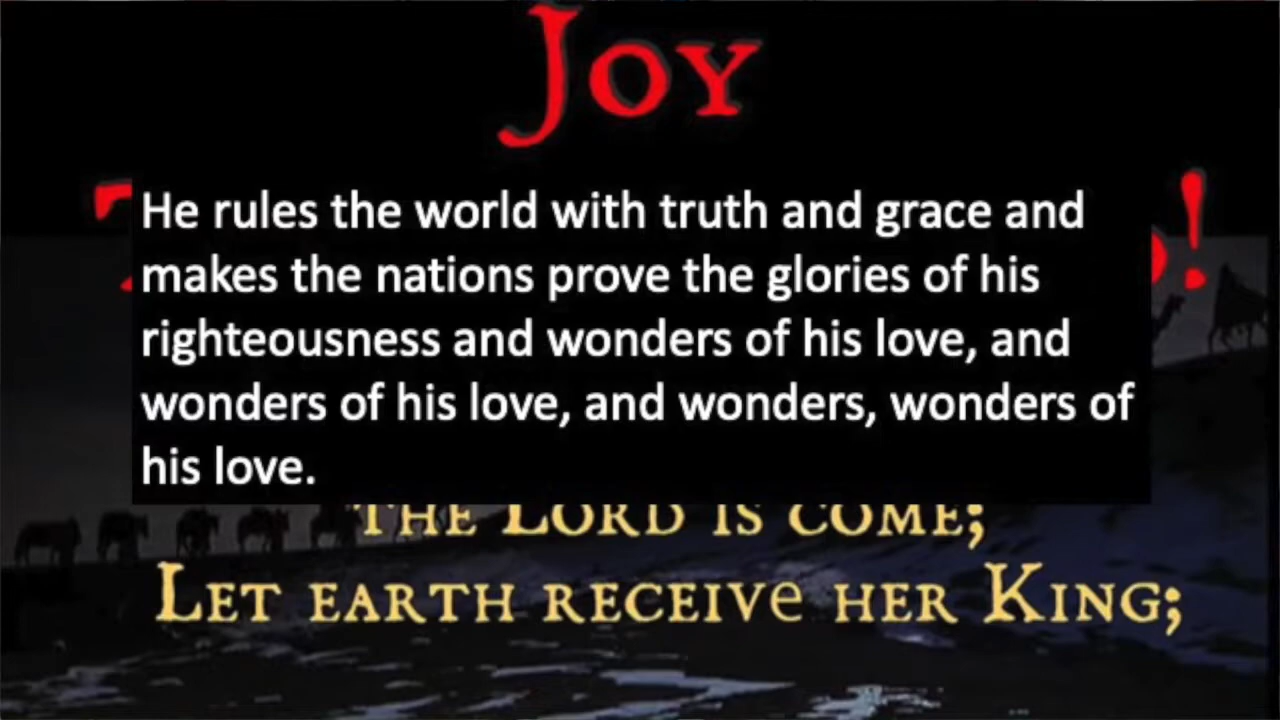 Joy
!
He rules the world with truth and grace and
makes the nations prove the glories of his
righteousness and wonders of his love, and
wonders of his love, and wonders, wonders of
his love.
THE LORD IS COME;
LET EARTH RECEIVe HER KING;